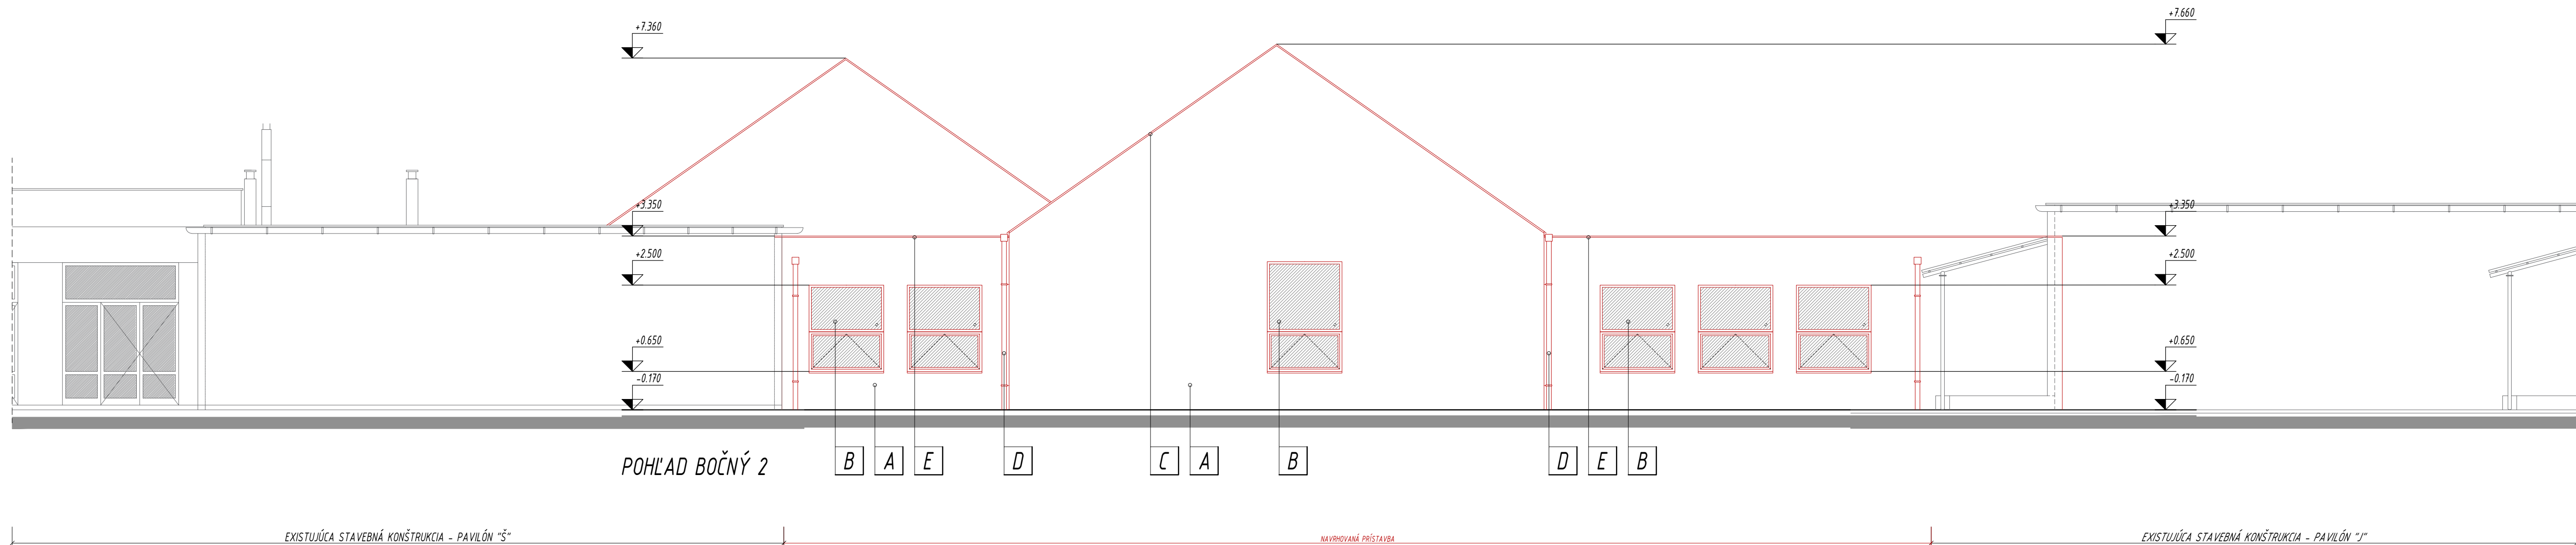 +7.360
+7.660
+3.350
+3.350
+2.500
+2.500
+0.650
+0.650
-0.170
-0.170
POHĽAD BOČNÝ 2
B
A
E
D
C
A
B
D
E
B
EXISTUJÚCA STAVEBNÁ KONŠTRUKCIA - PAVILÓN "Š"
NAVRHOVANÁ PRÍSTAVBA
EXISTUJÚCA STAVEBNÁ KONŠTRUKCIA - PAVILÓN "J"